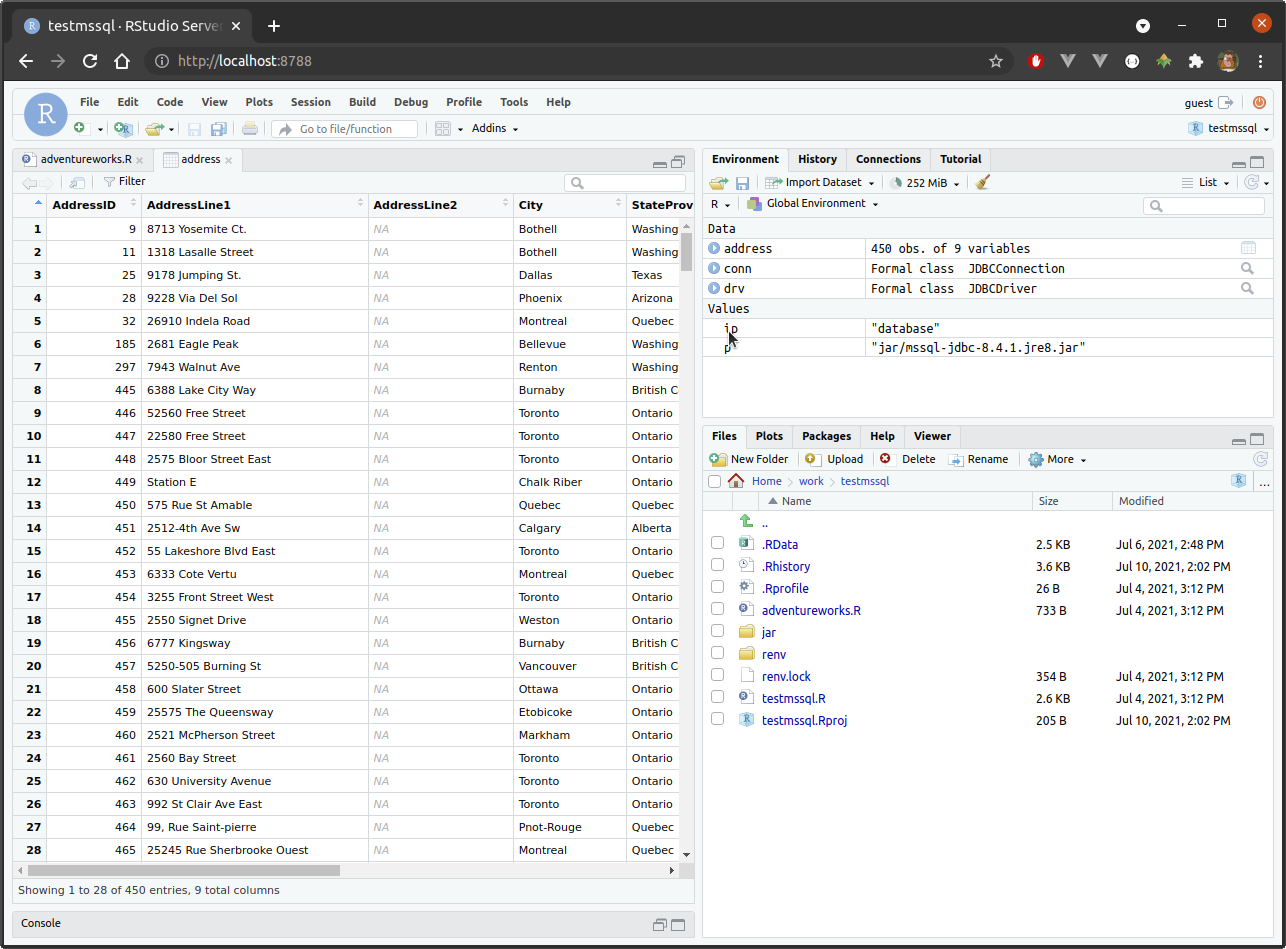 testmssql · RStudio Serve
http://localhost:8788
R File Edit Code View Plots Session Build Debug Profile Tools Help guest
Go to file/function Addins testmssql
adventureworks.R address
Filter
AddressID AddressLine1 AddressLine2 City StateProv
1 9 8713 Yosemite Ct. NA Bothell Washing
2 11 1318 Lasalle Street NA Bothell Washing
3 25 9178 Jumping St. NA Dallas Texas
4 28 9228 Via Del Sol NA Phoenix Arizona
5 32 26910 Indela Road NA Montreal Quebec
6 185 2681 Eagle Peak NA Bellevue Washing
7 297 7943 Walnut Ave NA Renton Washing
8 445 6388 Lake City Way NA Burnaby British C
9 446 52560 Free Street NA Toronto Ontario
10 447 22580 Free Street NA Toronto Ontario
11 448 2575 Bloor Street East NA Toronto Ontario
12 449 Station E NA Chalk Riber Ontario
13 450 575 Rue St Amable NA Quebec Quebec
14 451 2512-4th Ave Sw NA Calgary Alberta
15 452 55 Lakeshore Blvd East NA Toronto Ontario
16 453 6333 Cote Vertu NA Montreal Quebec
17 454 3255 Front Street West NA Toronto Ontario
18 455 2550 Signet Drive NA Weston Ontario
19 456 6777 Kingsway NA Burnaby British C
20 457 5250-505 Burning St NA Vancouver British C
21 458 600 Slater Street NA Ottawa Ontario
22 459 25575 The Queensway NA Etobicoke Ontario
23 460 2521 McPherson Street NA Markham Ontario
24 461 2560 Bay Street NA Toronto Ontario
25 462 630 University Avenue NA Toronto Ontario
26 463 992 St Clair Ave East NA Toronto Ontario
27 464 99, Rue Saint-pierre NA Pnot-Rouge Quebec
28 465 25245 Rue Sherbrooke Ouest NA Montreal Quebec
Showing 1 to 28 of 450 entries, 9 total columns
Console
Environment History Connections Tutorial
Import Dataset 252 MiB List
R Global Environment
Data
address 450 obs. of 9 variables
conn Formal class JDBCConnection
drv Formal class JDBCDriver
Values
ip "database"
p "jar/mssql-jdbc-8.4.1.jre8.jar"
Files Plots Packages Help Viewer
New Folder Upload Delete Rename More
Home work testmssql ...
Name Size Modified
..
.RData 2.5 KB Jul 6, 2021, 2:48 PM
.Rhistory 3.6 KB Jul 10, 2021, 2:02 PM
.Rprofile 26 B Jul 4, 2021, 3:12 PM
adventureworks.R 733 B Jul 4, 2021, 3:12 PM
jar
renv
renv.lock 354 B Jul 4, 2021, 3:12 PM
testmssql.R 2.6 KB Jul 4, 2021, 3:12 PM
testmssql.Rproj 205 B Jul 10, 2021, 2:02 PM